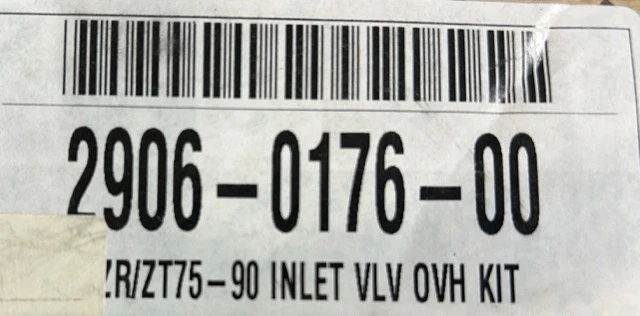 2906-0176-00
ZR/ZT75-90 INLET VLV OVH KIT